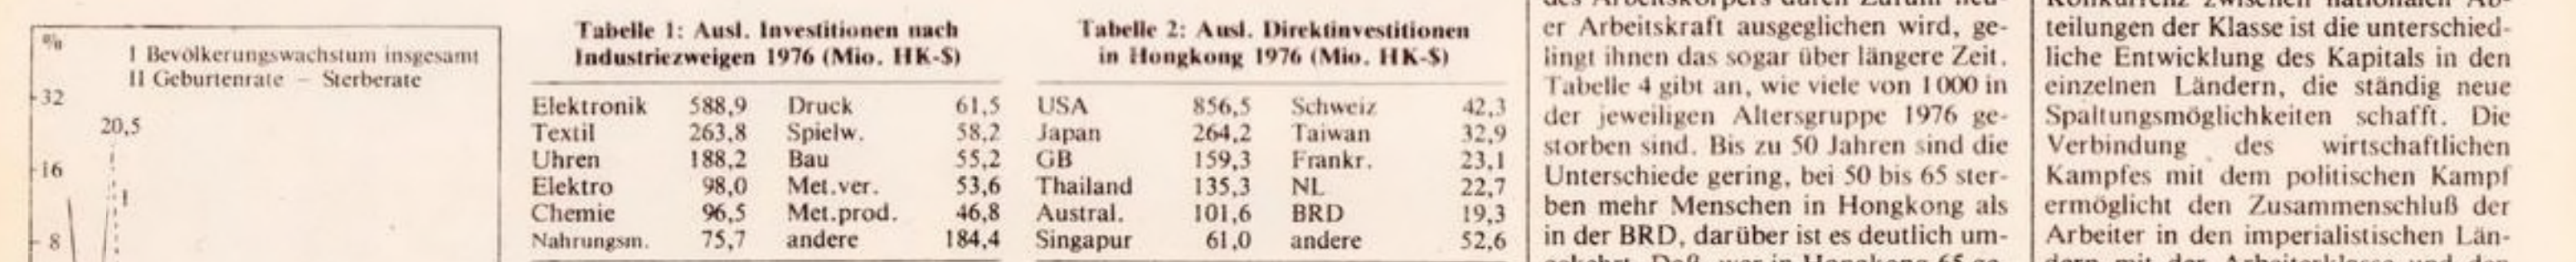 %
I Bevölkerungswachstum insgesamt
II Geburtenrate — Sterberate
32
20,5
16
I
8
Tabelle 1: Ausl. Investitionen nach
Industriezweigen 1976 (Mio. HK-$)
Elektronik 588,9 Druck 61,5
Textil 263,8 Spielw. 58,2
Uhren 188,2 Bau 55,2
Elektro 98,0 Met.ver. 53,6
Chemie 96,5 Met.prod. 46,8
Nahrungsm. 75,7 andere 184,4
Tabelle 2: Ausl. Direktinvestitionen
in Hongkong 1976 (Mio. HK-$)
USA 856,5 Schweiz 42,3
Japan 264,2 Taiwan 32,9
GB 159,3 Frankr. 23,1
Thailand 135,3 NL 22,7
Austral. 101,6 BRD 19,3
Singapur 61,0 andere 52,6
er Arbeitskraft ausgeglichen wird, ge-
lingt ihnen das sogar über längere Zeit.
Tabelle 4 gibt an, wie viele von 1000 in
der jeweiligen Altersgruppe 1976 ge-
storben sind. Bis zu 50 Jahren sind die
Unterschiede gering, bei 50 bis 65 ster-
ben mehr Menschen in Hongkong als
in der BRD, darüber ist es deutlich um-
teilungen der Klasse ist die unterschied-
liche Entwicklung des Kapitals in den
einzelnen Ländern, die ständig neue
Spaltungsmöglichkeiten schafft. Die
Verbindung des wirtschaftlichen
Kampfes mit dem politischen Kampf
ermöglicht den Zusammenschluß der
Arbeiter in den imperialistischen Län-